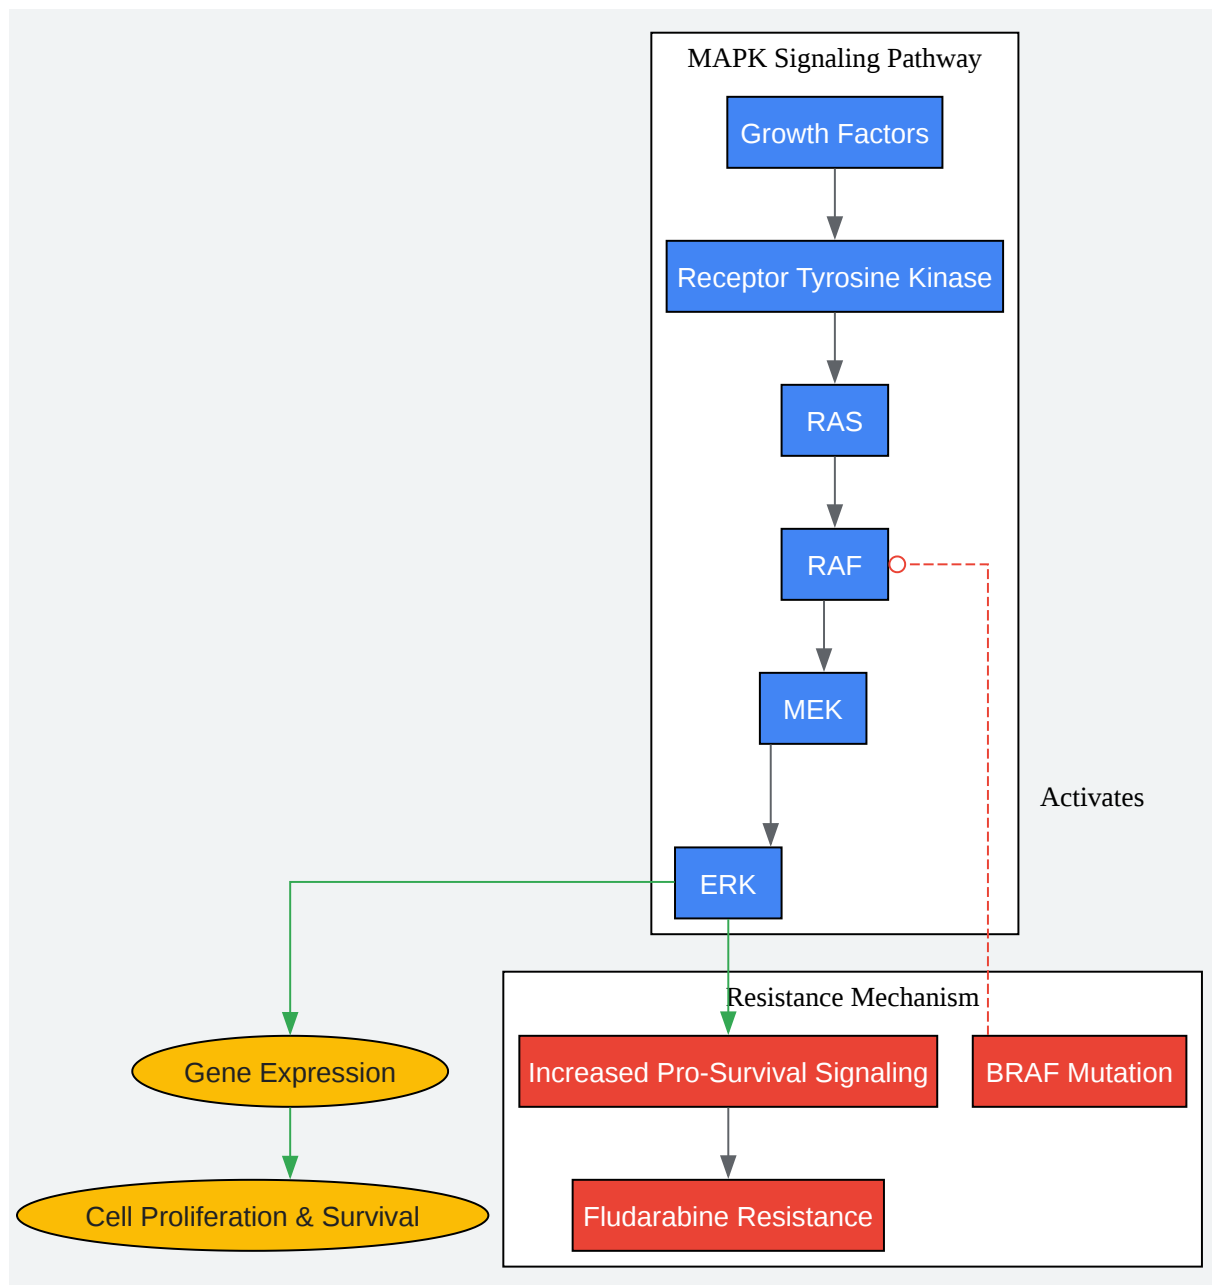 MAPK Signaling Pathway
Growth Factors
Receptor Tyrosine Kinase
RAS
RAF
MEK
Activates
ERK
Resistance Mechanism
Gene Expression
Increased Pro-Survival Signaling
BRAF Mutation
Cell Proliferation & Survival
Fludarabine Resistance